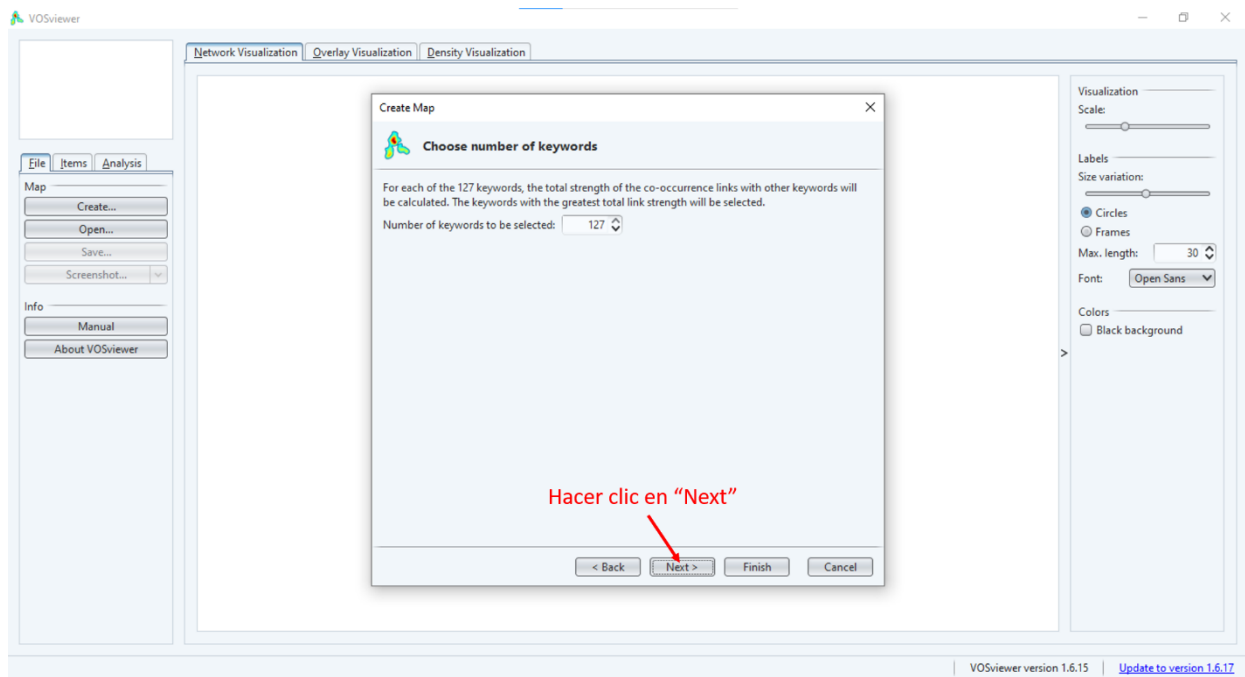 VOSviewer
Network Visualization
Overlay Visualization
Density Visualization
File
Items
Analysis
Map
Create...
Open...
Save...
Screenshot...
Info
Manual
About VOSviewer
Create Map
Choose number of keywords
For each of the 127 keywords, the total strength of the co-occurrence links with other keywords will
be calculated. The keywords with the greatest total link strength will be selected.
Number of keywords to be selected: 127
Hacer clic en “Next”
< Back
Next >
Finish
Cancel
Visualization
Scale:
Labels
Size variation:
Circles
Frames
Max. length: 30
Font: Open Sans
Colors
Black background
>
VOSviewer version 1.6.15
Update to version 1.6.17